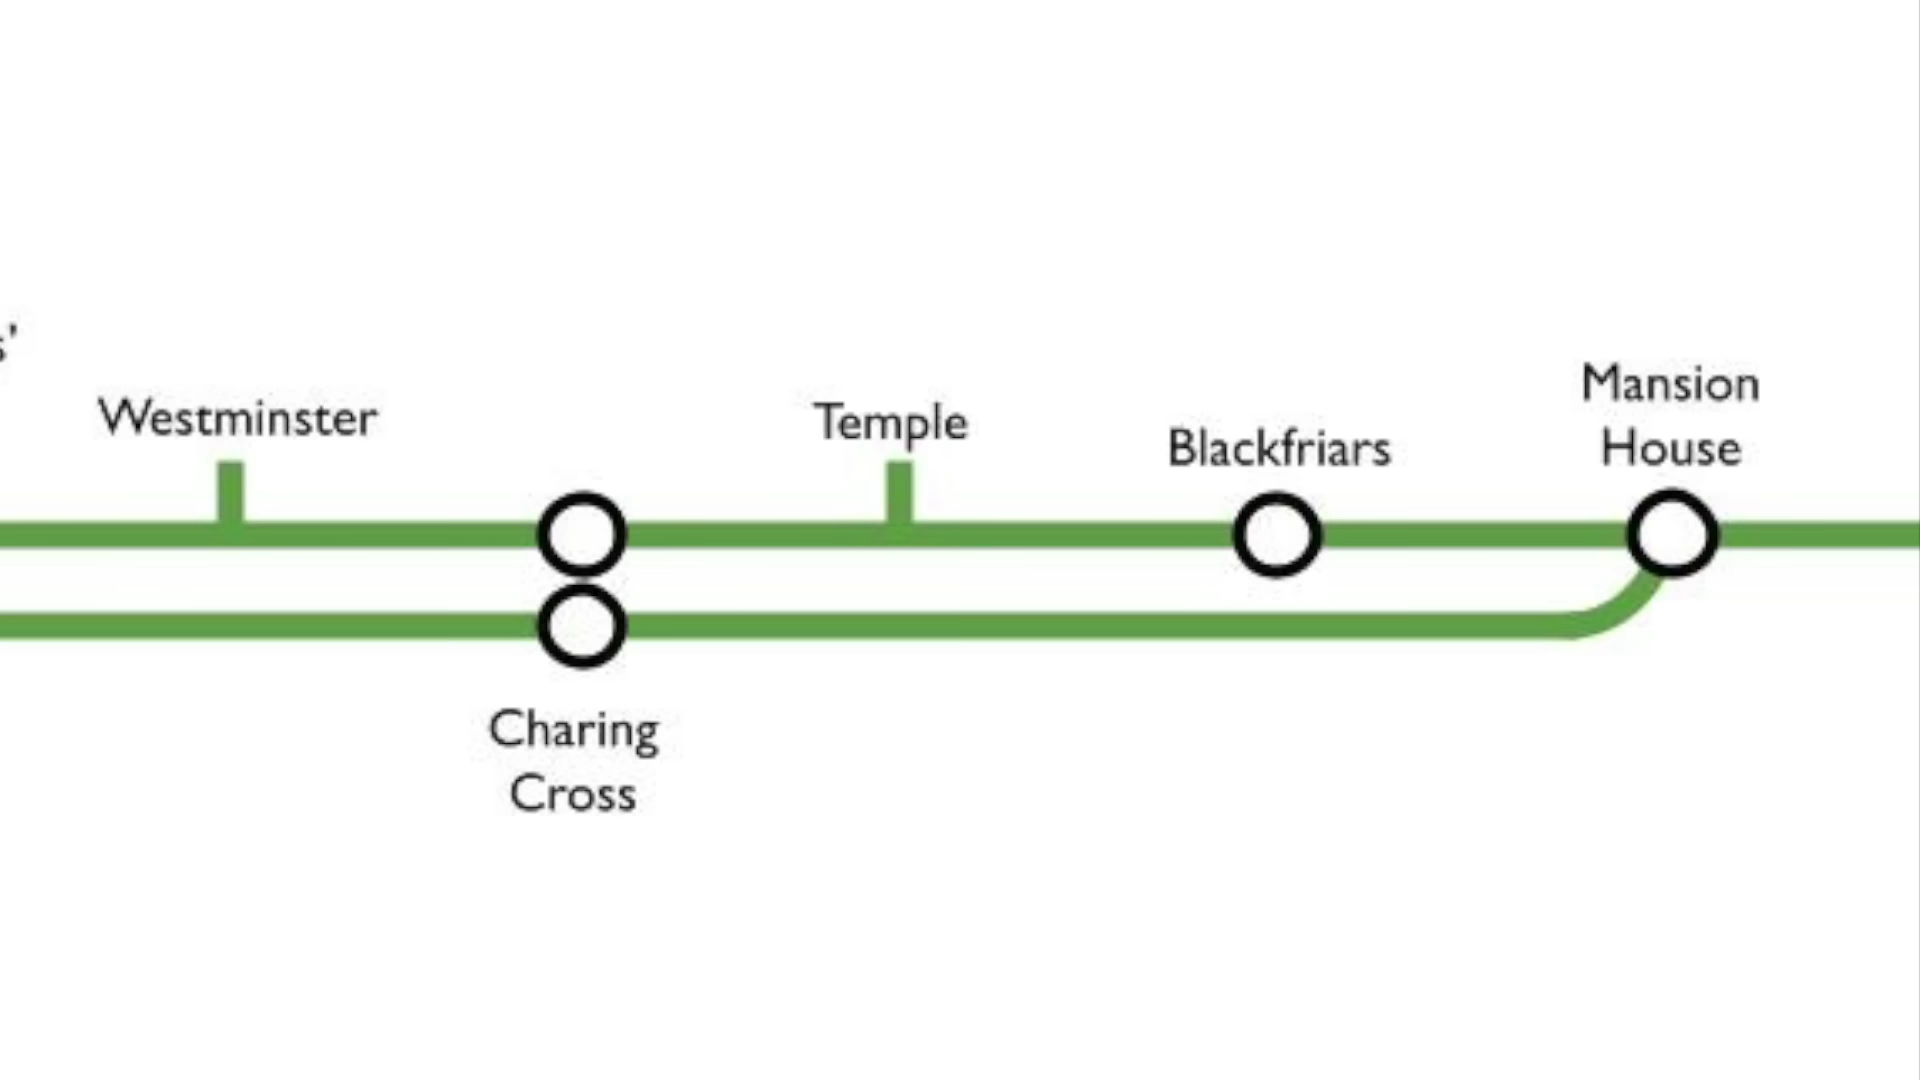 s'
Westminster
Temple
Blackfriars
Mansion
House
Charing
Cross